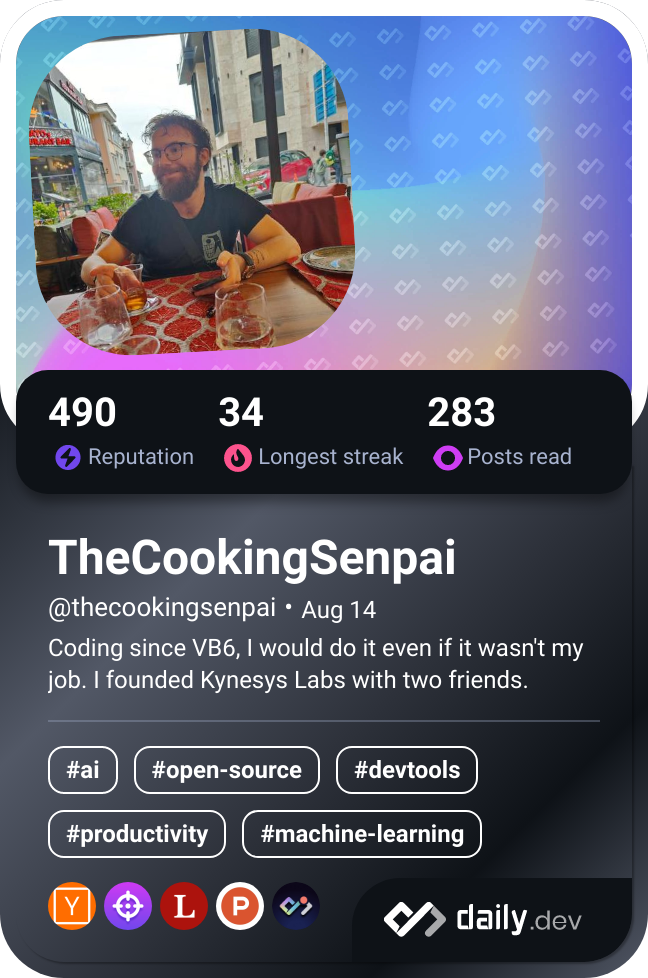 490
34
283
Reputation
Longest streak
Posts read
TheCookingSenpai
@thecookingsenpai • Aug 14
Coding since VB6, I would do it even if it wasn't my
job. I founded Kynesys Labs with two friends.
#ai
#open-source
#devtools
#productivity
#machine-learning
Y
L
P
daily.dev